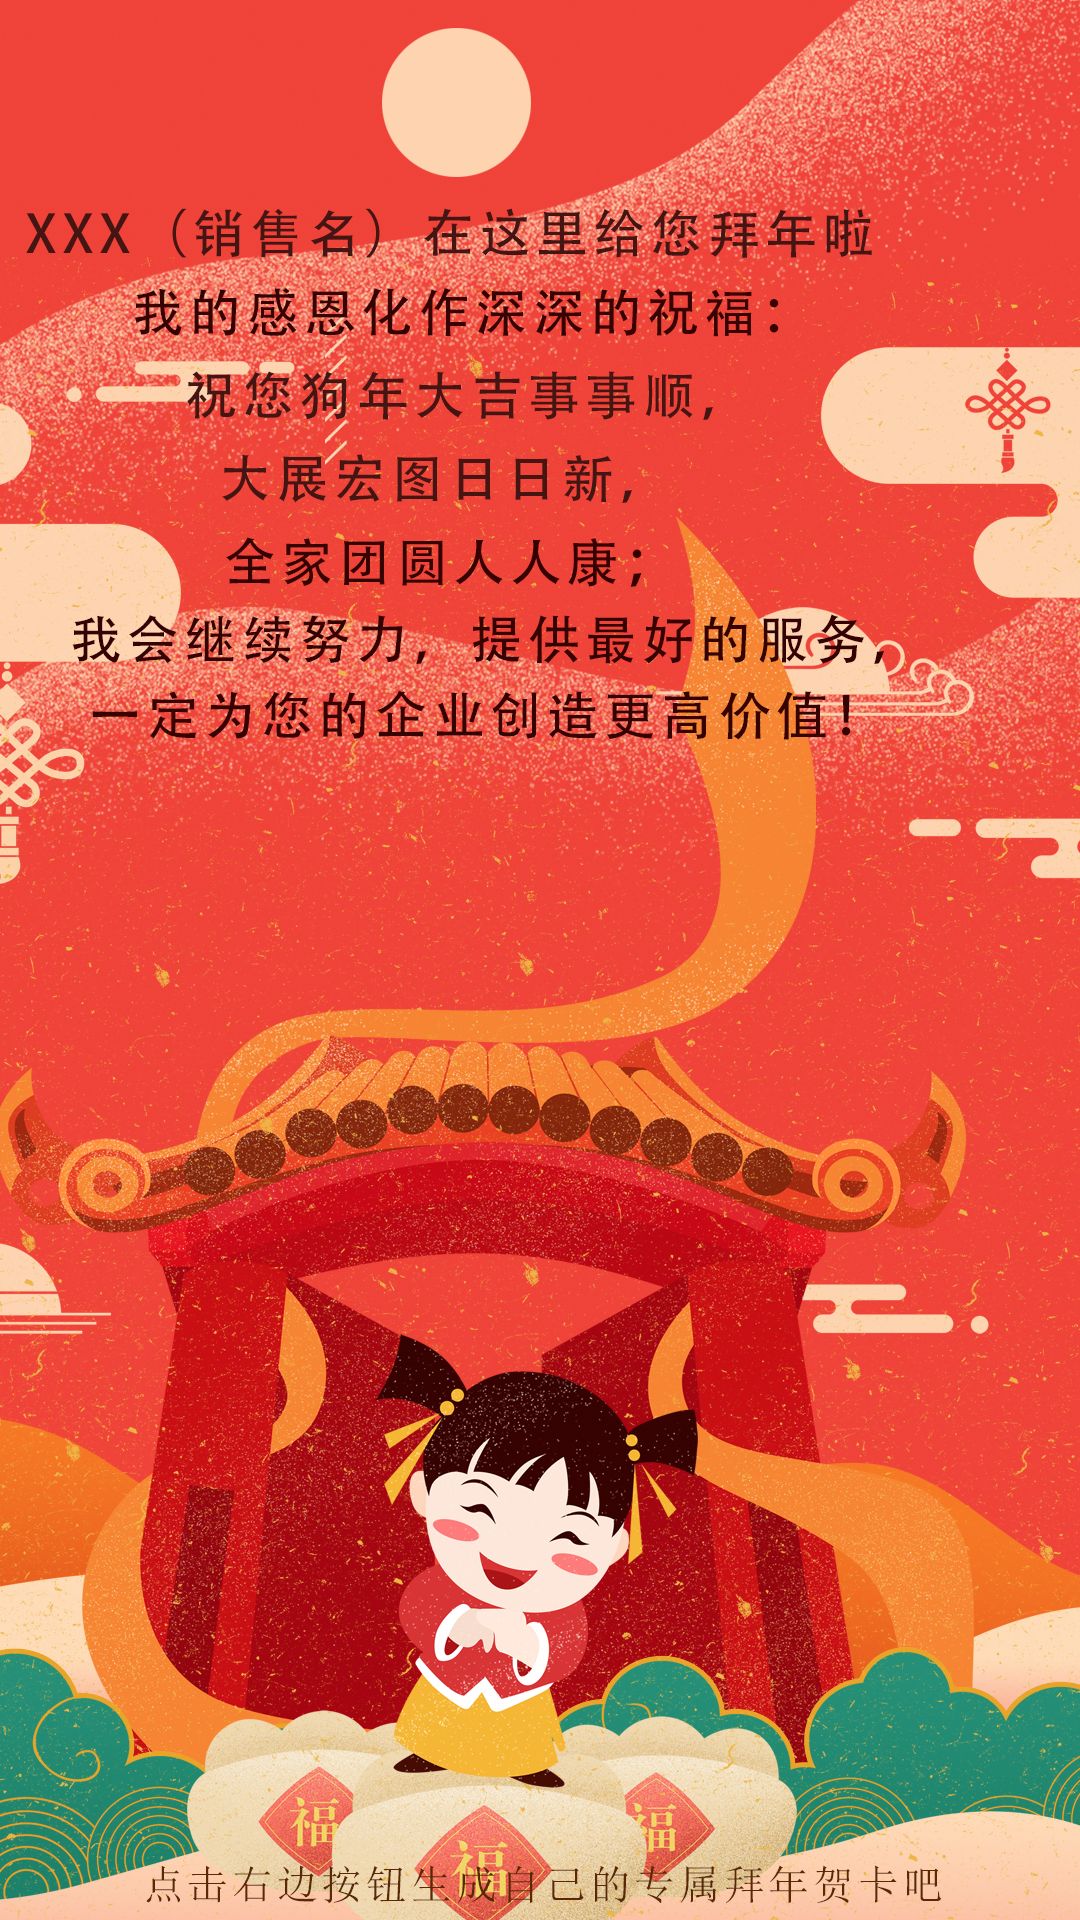 XXX（销售名）在这里给您拜年啦
我的感恩化作深深的祝福：
祝您狗年大吉事事顺，
大展宏图日日新，
全家团圆人人康；
我会继续努力，提供最好的服务，
一定为您的企业创造更高价值！
福
福
福
点击右边按钮生成自己的专属拜年贺卡吧